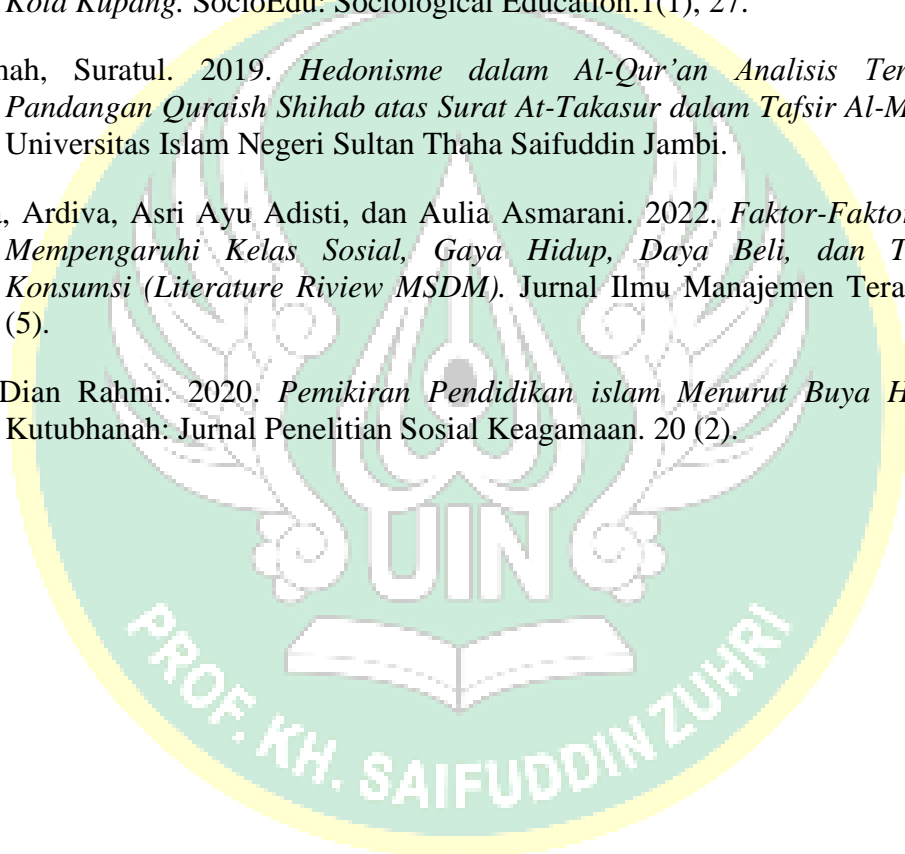 Kota Kupang. SocioEdu: Sociological Education.1(1), 27.
nah, Suratul. 2019. Hedonisme dalam Al-Qur’an Analisis Ter
Pandangan Quraish Shihab atas Surat At-Takasur dalam Tafsir Al-M
Universitas Islam Negeri Sultan Thaha Saifuddin Jambi.
, Ardiva, Asri Ayu Adisti, dan Aulia Asmarani. 2022. Faktor-Faktor
Mempengaruhi Kelas Sosial, Gaya Hidup, Daya Beli, dan T
Konsumsi (Literature Riview MSDM). Jurnal Ilmu Manajemen Tera
(5).
Dian Rahmi. 2020. Pemikiran Pendidikan islam Menurut Buya H
Kutubhanah: Jurnal Penelitian Sosial Keagamaan. 20 (2).
UIN
PROF. KH. SAIFUDDIN ZUHRI